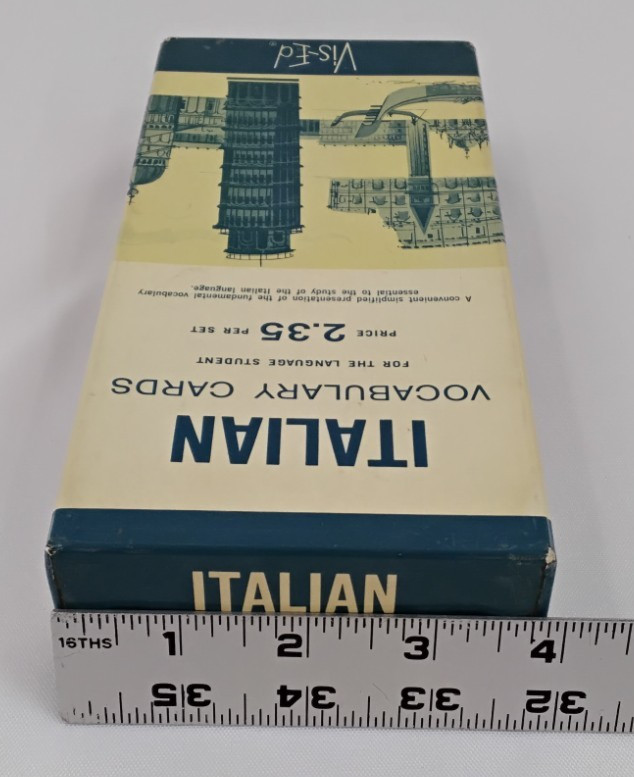 Vis-Ed
A convenient simplified presentation of the fundamental vocabulary
essential to the study of the Italian language.
PRICE 2.35 PER SET
FOR THE LANGUAGE STUDENT
VOCABULARY CARDS
ITALIAN
ITALIAN
16THS 1 2 3 4
35 34 33 32